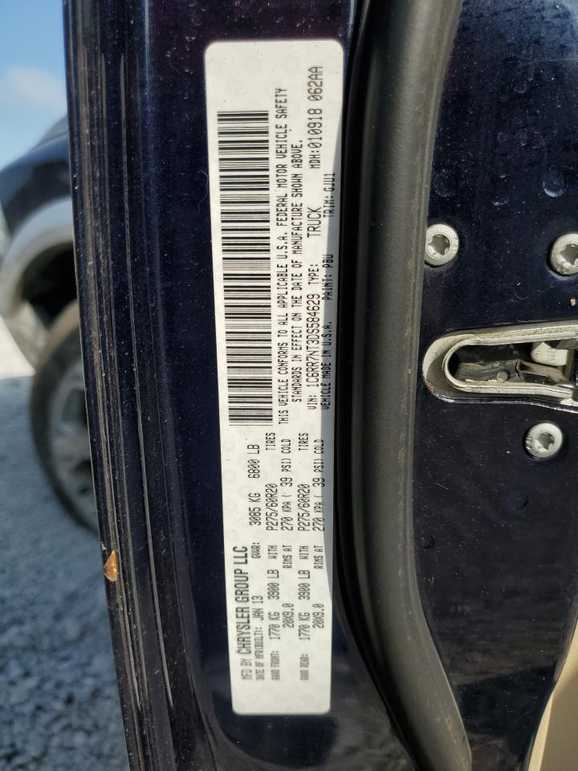 MFD BY CHRYSLER GROUP LLC
DATE OF MFR(BUILT): JAN 13 GVWR: 3085 KG 6800 LB
GAWR FRONT: 1770 KG 3900 LB WITH P275/60R20 TIRES
20X9.0 RIMS AT 270 KPA ( 39 PSI) COLD
GAWR REAR: 1770 KG 3900 LB WITH P275/60R20 TIRES
20X9.0 RIMS AT 270 KPA ( 39 PSI) COLD
THIS VEHICLE CONFORMS TO ALL APPLICABLE U.S.A. FEDERAL MOTOR VEHICLE SAFETY
STANDARDS IN EFFECT ON THE DATE OF MANUFACTURE SHOWN ABOVE.
VIN: 1C6RR7NT3DS584629 TYPE: TRUCK MDH:010918 062AA
VEHICLE MADE IN U.S.A. PAINT: PBU TRIM: GJU1